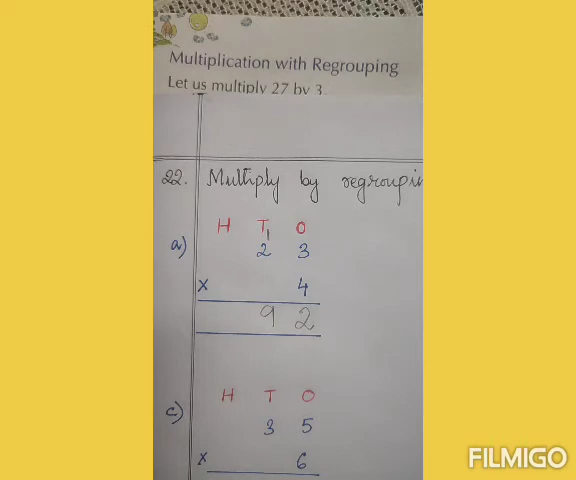 Multiplication with Regrouping
Let us multiply 27 by 3
22. Multiply by regroupin
H T O
1
a) 2 3
x 4
9 2
H T O
c) 3 5
x 6
FILMIGO